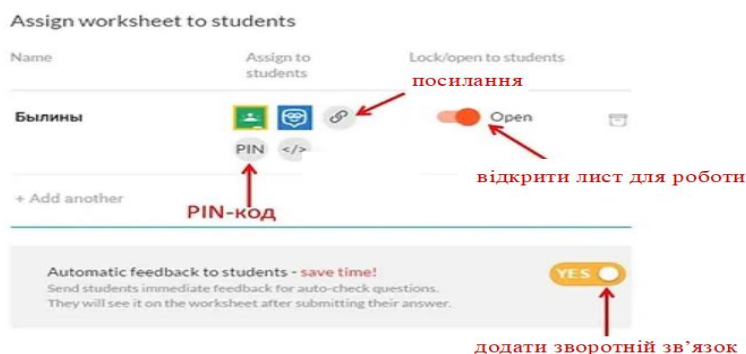 Assign worksheet to students
Name Assign to students Lock/open to students
посилання
Былины
Open
PIN </>
відкрити лист для роботи
+ Add another
PIN-код
Automatic feedback to students - save time!
YES
Send students immediate feedback for auto-check questions.
They will see it on the worksheet after submitting their answer.
додати зворотній зв’язок